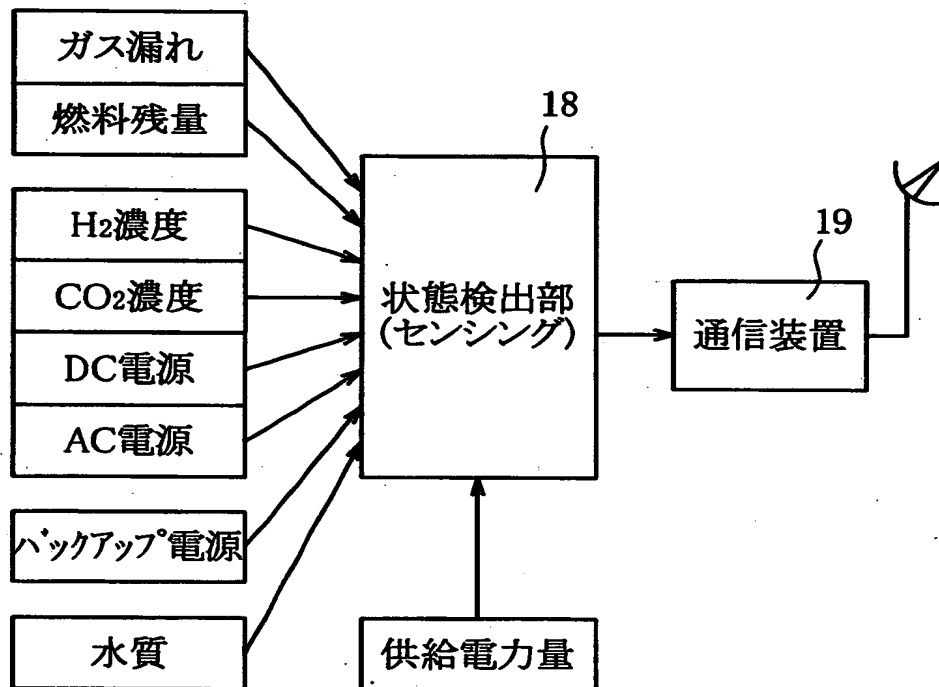 ガス漏れ
燃料残量
18
H2濃度
CO2濃度
19
状態検出部
(センシング)
通信装置
DC電源
AC電源
バックアップ電源
水質
供給電力量